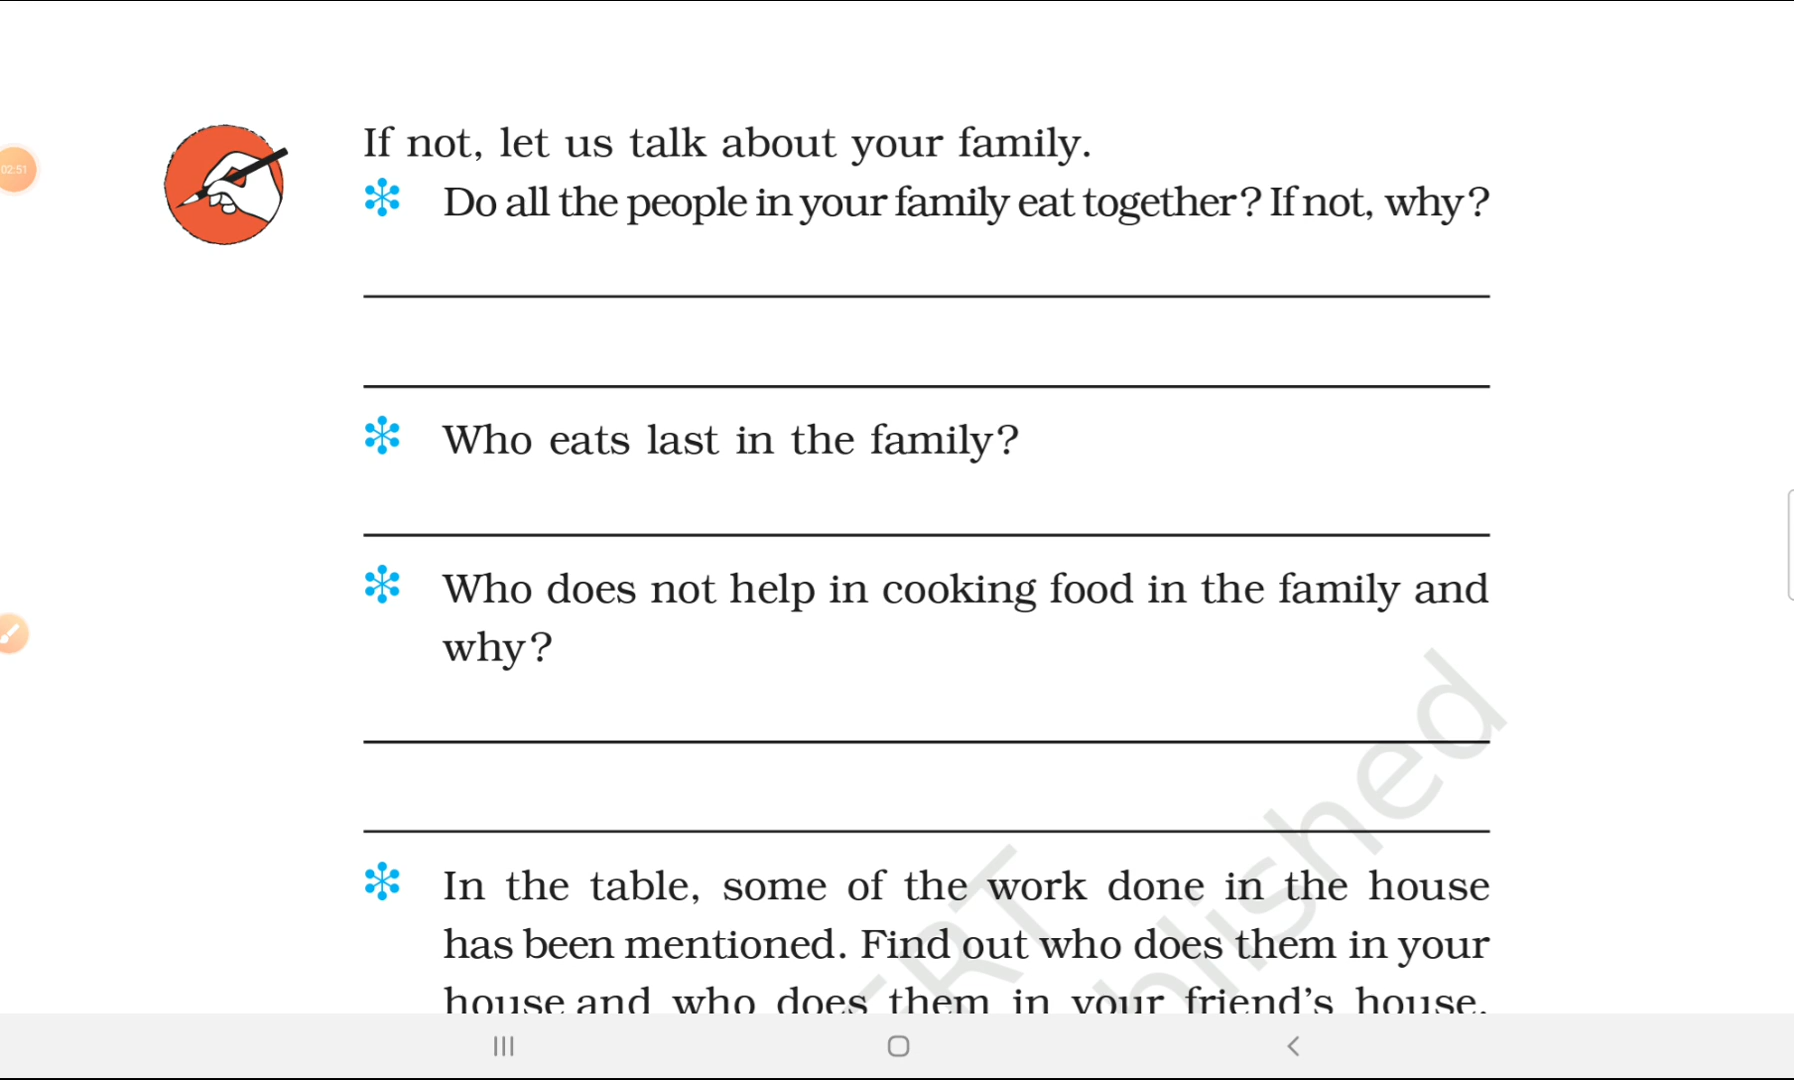 02:51
If not, let us talk about your family.
Do all the people in your family eat together? If not, why?
Who eats last in the family?
Who does not help in cooking food in the family and
why?
In the table, some of the work done in the house
has been mentioned. Find out who does them in your
house and who does them in your friend's house.